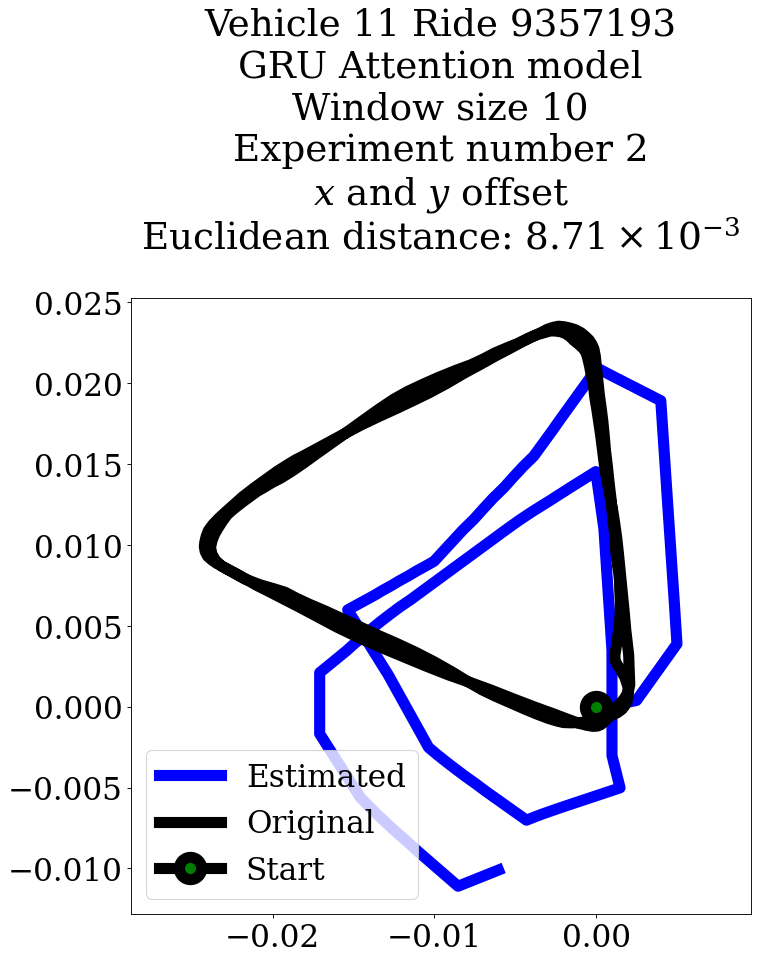 Vehicle 11 Ride 9357193
GRU Attention model
Window size 10
Experiment number 2
x and y offset
Euclidean distance: 8.71 × 10⁻³
0.025
0.020
0.015
0.010
0.005
0.000
−0.005
−0.010
Estimated
Original
Start
−0.02 −0.01 0.00